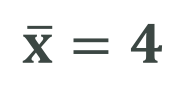 x̄ = 4